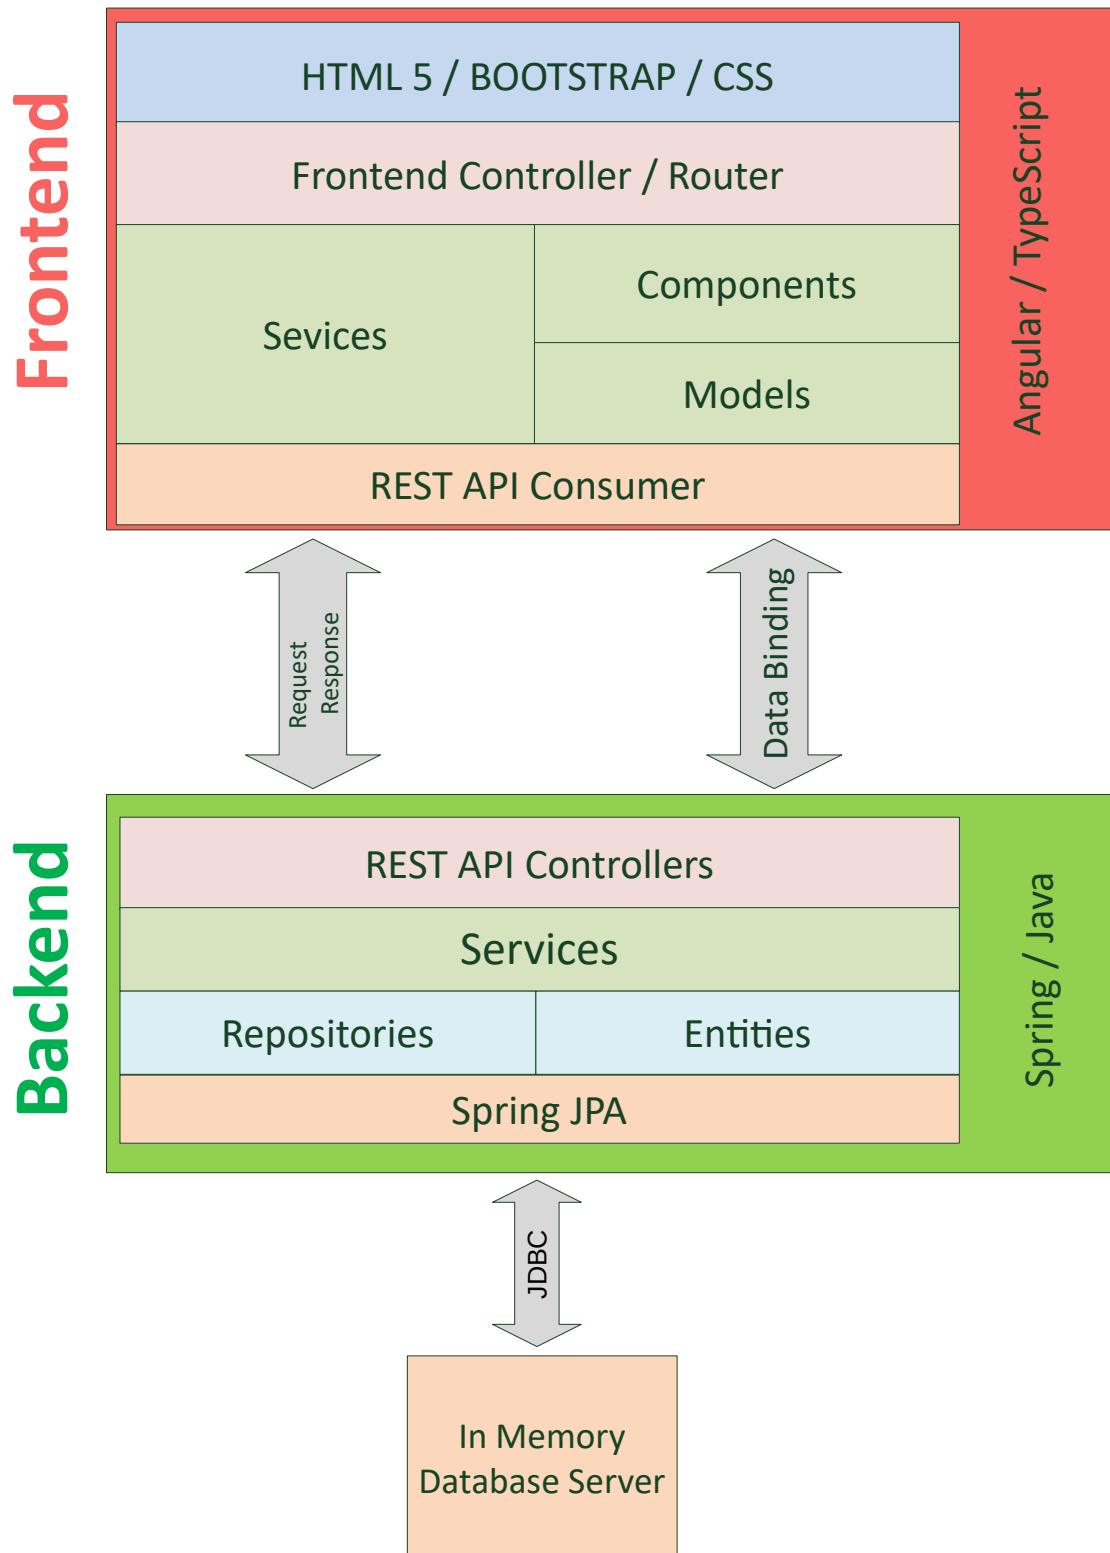 Frontend
HTML 5 / BOOTSTRAP / CSS
Frontend Controller / Router
Sevices
Components
Models
REST API Consumer
Angular / TypeScript
Request
Response
Data Binding
Backend
REST API Controllers
Services
Repositories
Entities
Spring JPA
Spring / Java
JDBC
In Memory
Database Server